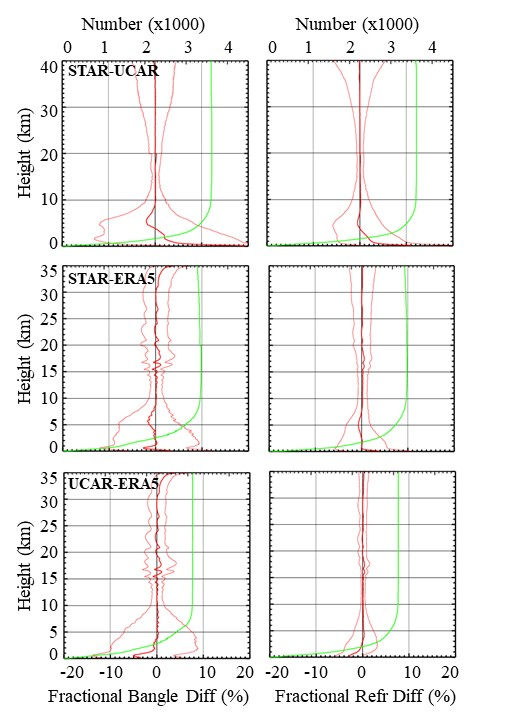 Number (x1000) Number (x1000)
0 1 2 3 4 0 1 2 3 4
STAR-UCAR
40
30
20
10
0
Height (km)
STAR-ERA5
35
30
25
20
15
10
5
0
Height (km)
UCAR-ERA5
35
30
25
20
15
10
5
0
Height (km)
-20 -10 0 10 20 -20 -10 0 10 20
Fractional Bangle Diff (%) Fractional Refr Diff (%)